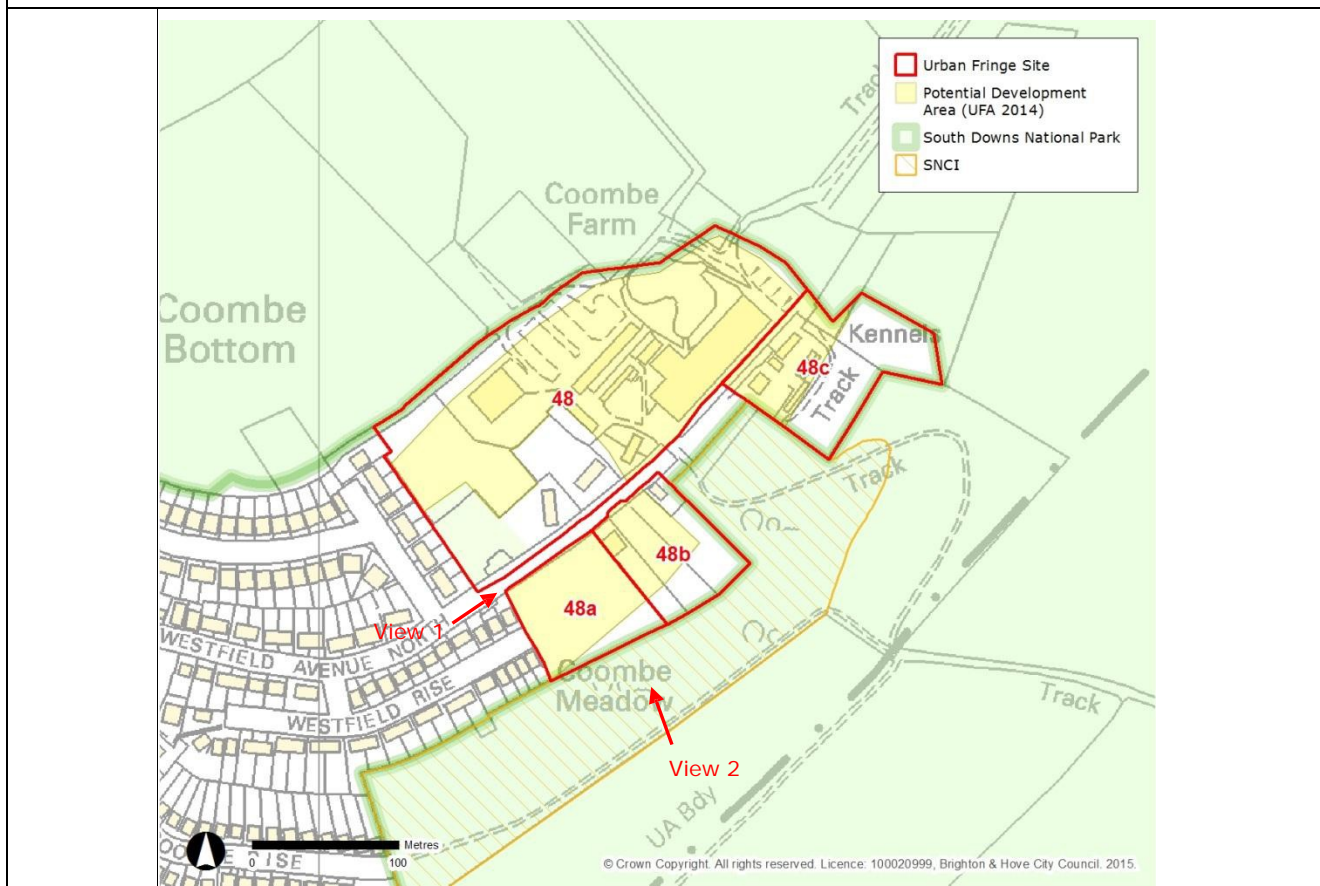 Urban Fringe Site
Potential Development
Area (UFA 2014)
South Downs National Park
SNCI
Track
Coombe
Farm
Coombe
Bottom
Kennels
48
48c
Track
Track
48b
48a
View 1
WESTFIELD AVENUE NORTH
WESTFIELD RISE
Coombe
Meadow
Track
View 2
UA Bdy
RISE
Metres
0
100
© Crown Copyright. All rights reserved. Licence: 100020999, Brighton & Hove City Council. 2015.